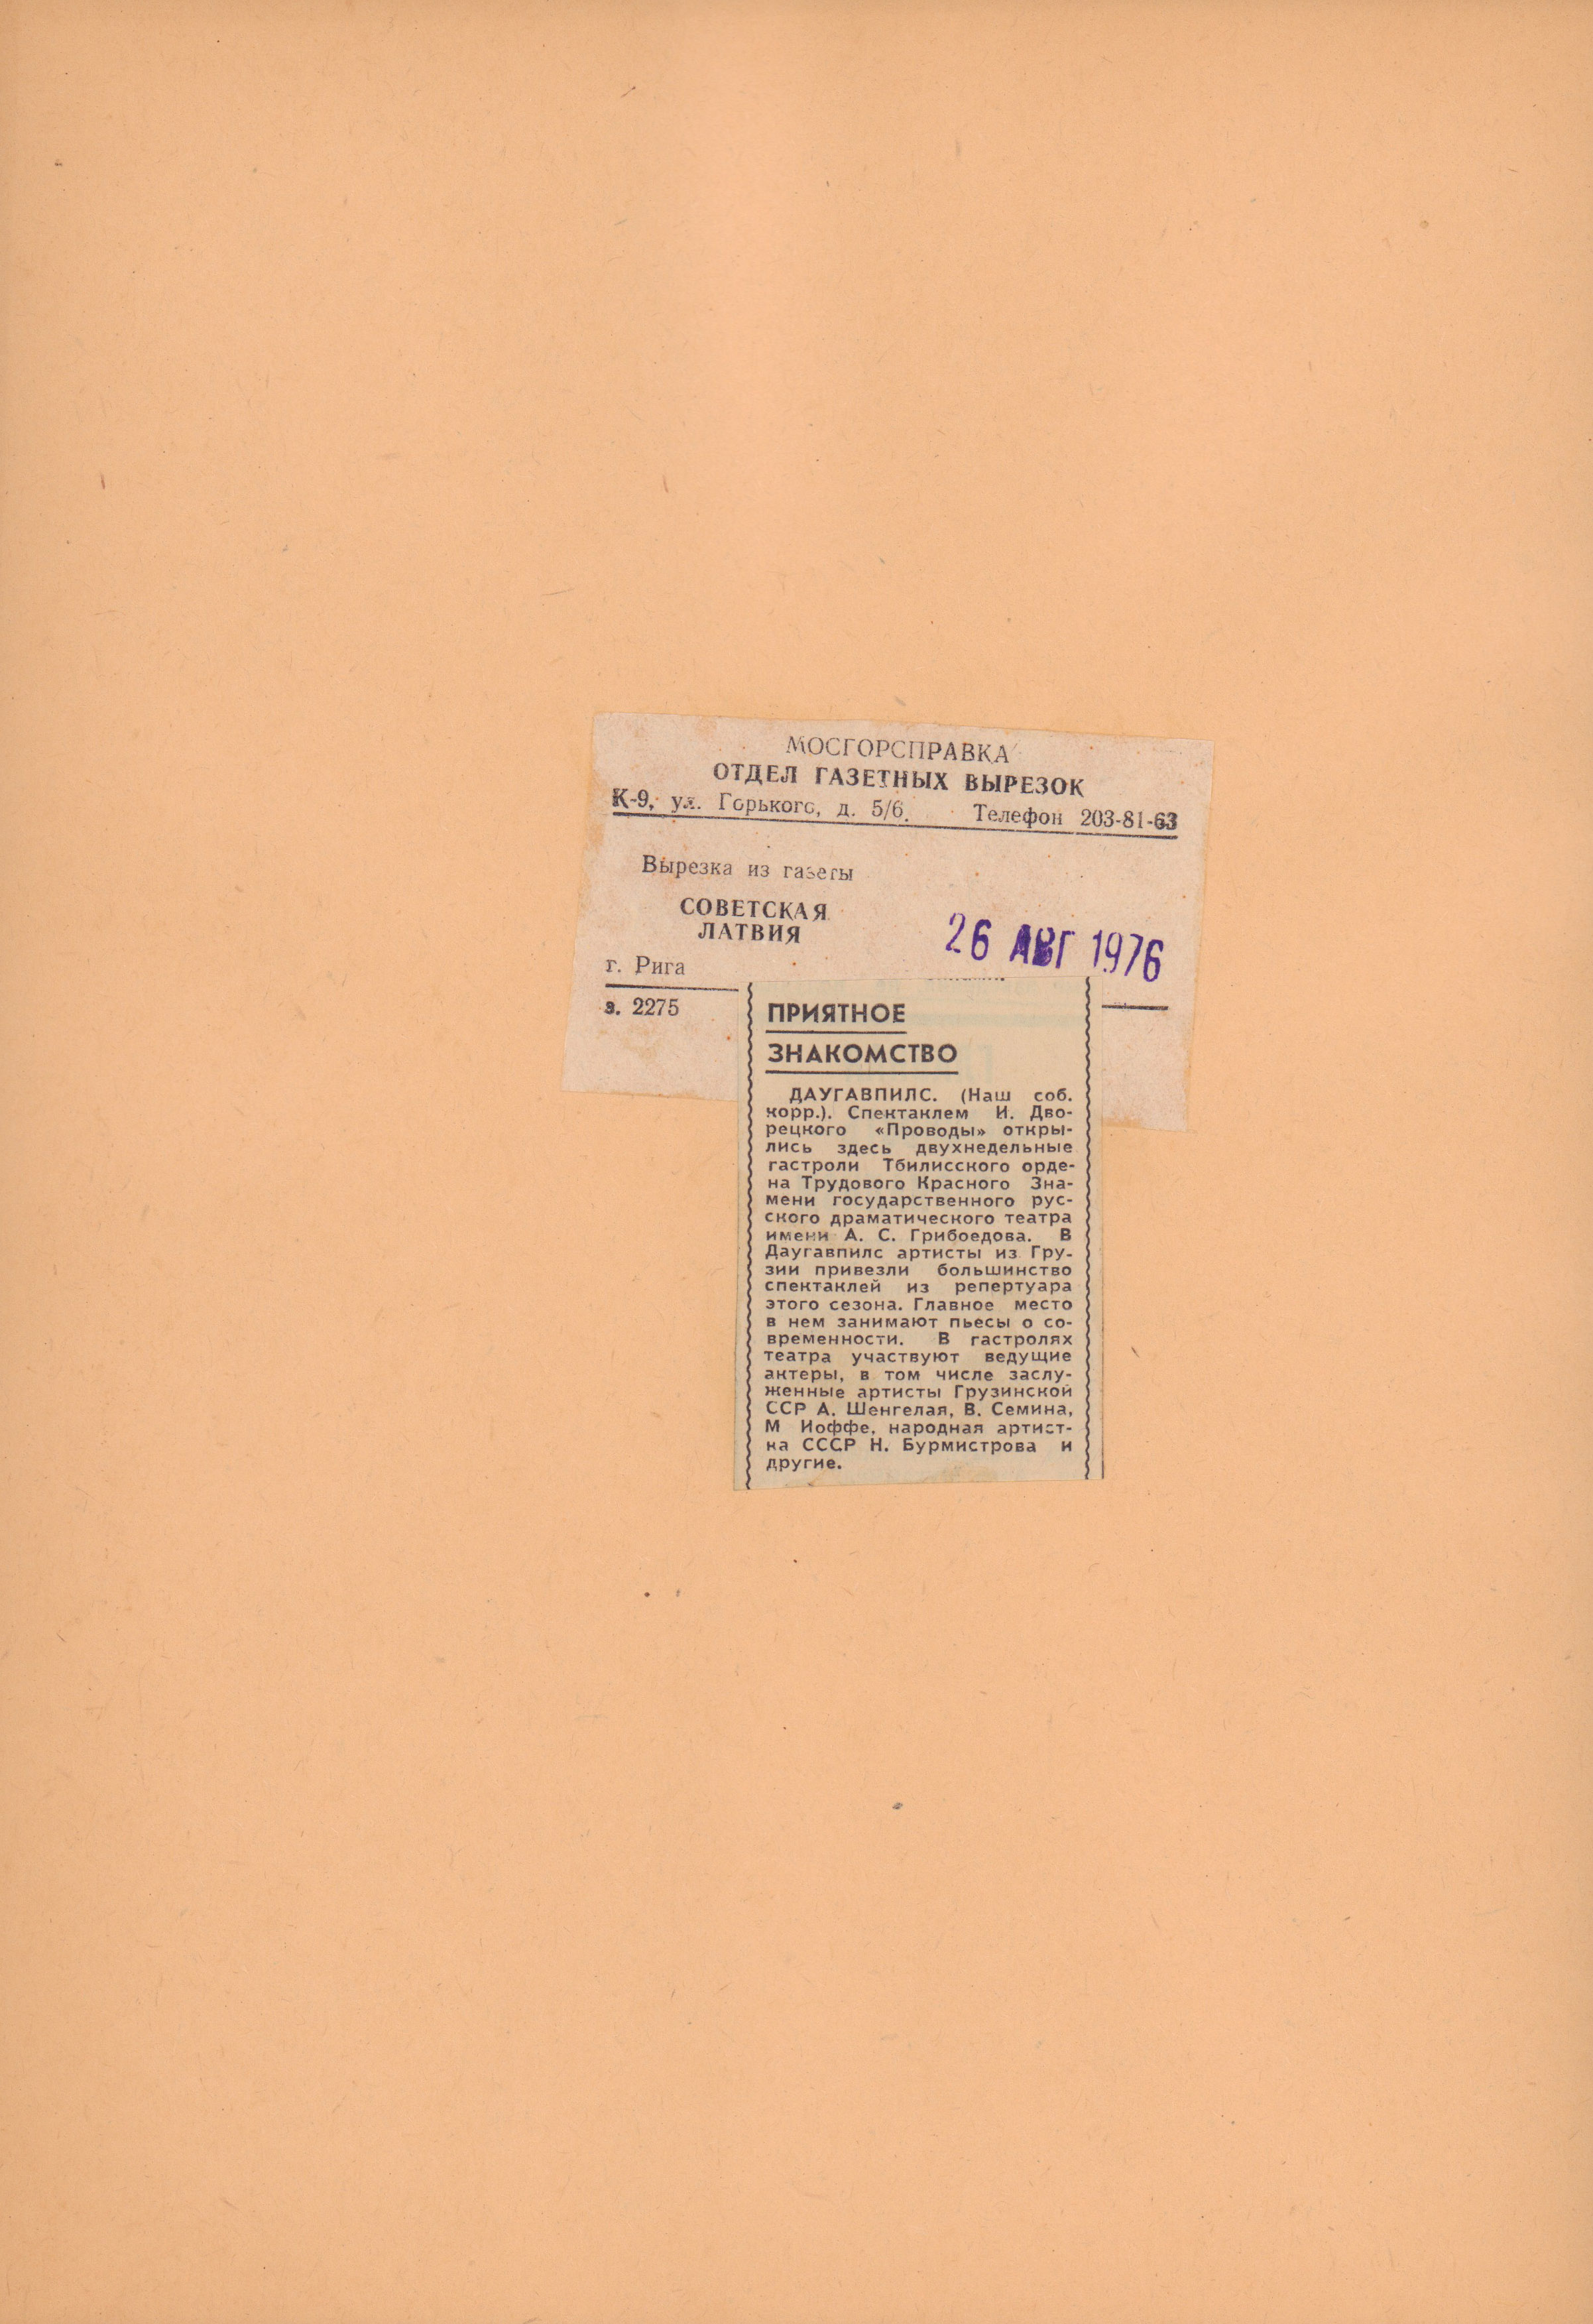 МОСГОРСПРАВКА
ОТДЕЛ ГАЗЕТНЫХ ВЫРЕЗОК
К-9, ул. Горького, д. 5/6. Телефон 203-81-63
Вырезка из газеты
СОВЕТСКАЯ
ЛАТВИЯ
26 АВГ 1976
г. Рига
з. 2275
ПРИЯТНОЕ
ЗНАКОМСТВО
ДАУГАВПИЛС. (Наш соб.
корр.). Спектаклем И. Дво-
рецкого «Проводы» откры-
лись здесь двухнедельные
гастроли Тбилисского орде-
на Трудового Красного Зна-
мени государственного рус-
ского драматического театра
имени А. С. Грибоедова. В
Даугавпилс артисты из Гру-
зии привезли большинство
спектаклей из репертуара
этого сезона. Главное место
в нем занимают пьесы о со-
временности. В гастролях
театра участвуют ведущие
актеры, в том числе заслу-
женные артисты Грузинской
ССР А. Шенгелая, В. Семина,
М Иоффе, народная артист-
ка СССР Н. Бурмистрова и
другие.